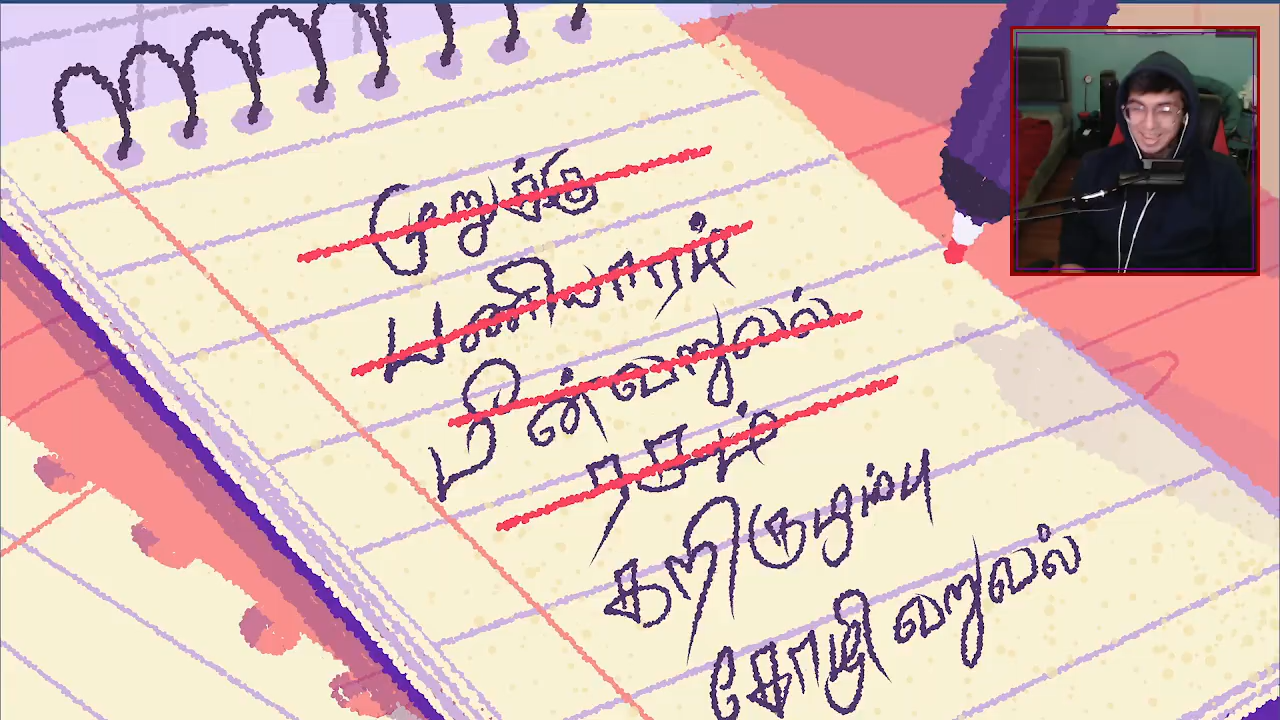 முறுக்கு
பணியாரம்
மீன் வறுவல்
ரசம்
கறி குழம்பு
கோழி வறுவல்